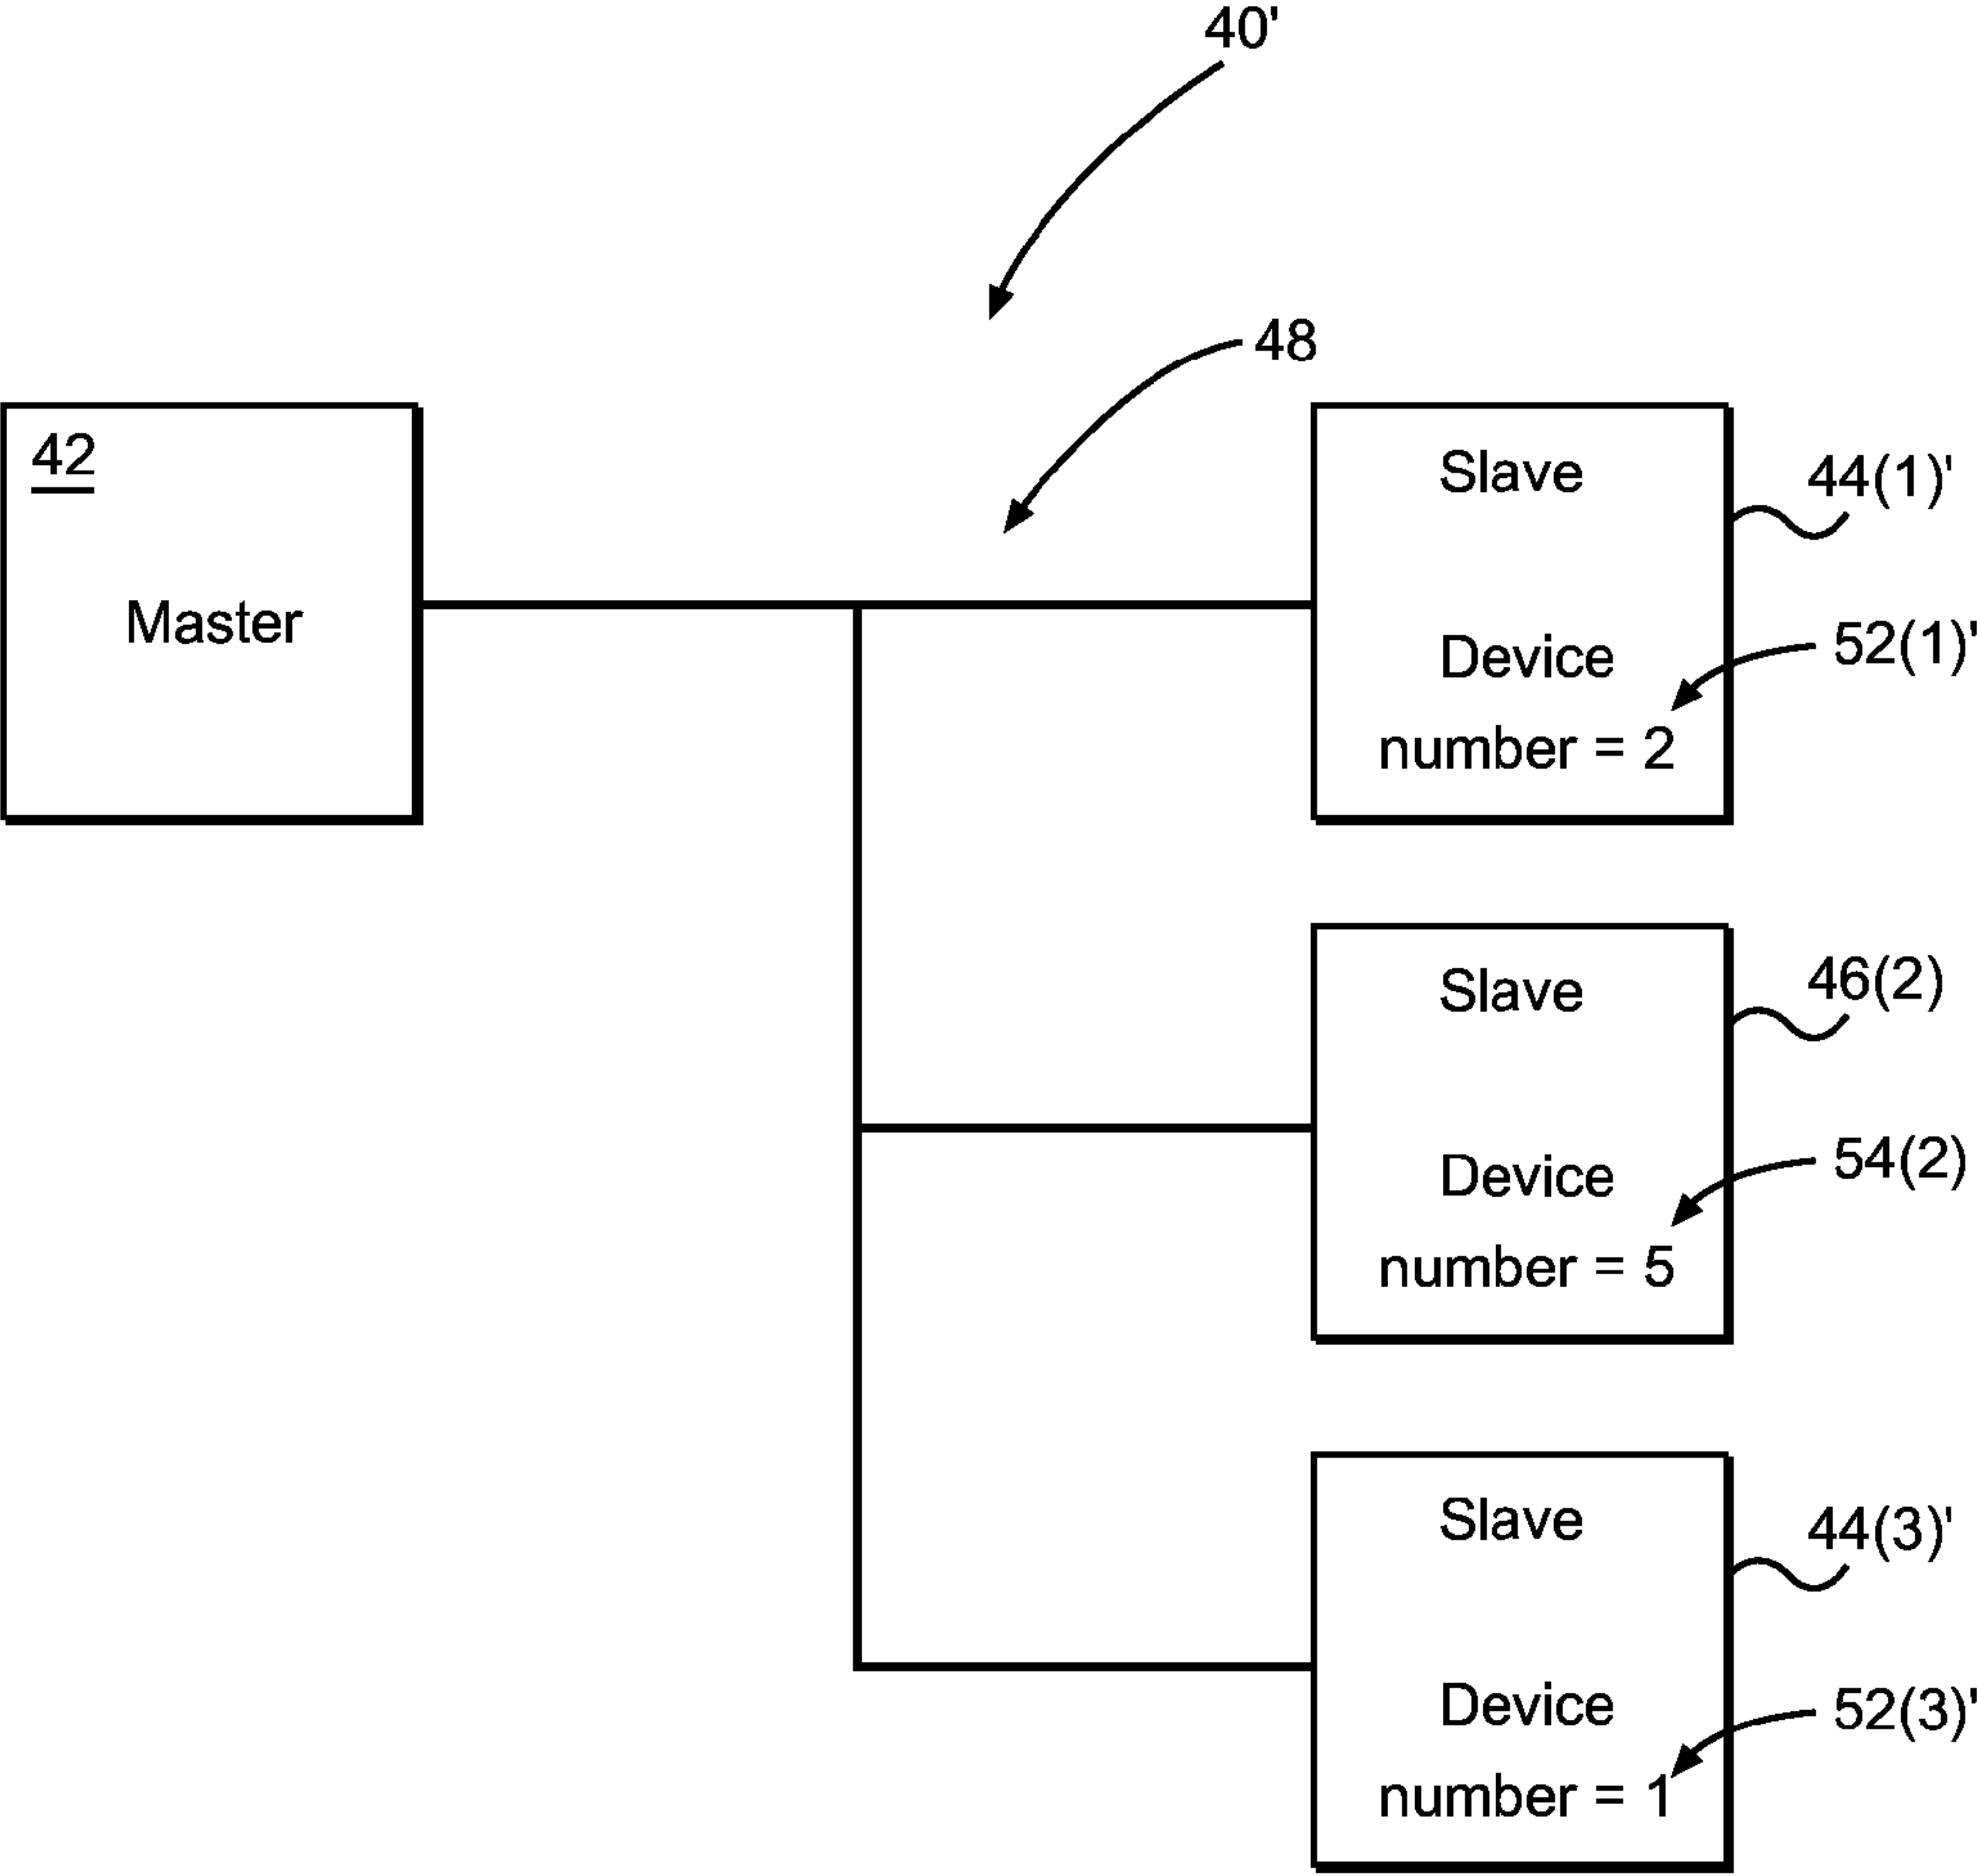 40'
48
42
Master
Slave
Device
number = 2
44(1)'
52(1)'
Slave
Device
number = 5
46(2)
54(2)
Slave
Device
number = 1
44(3)'
52(3)'